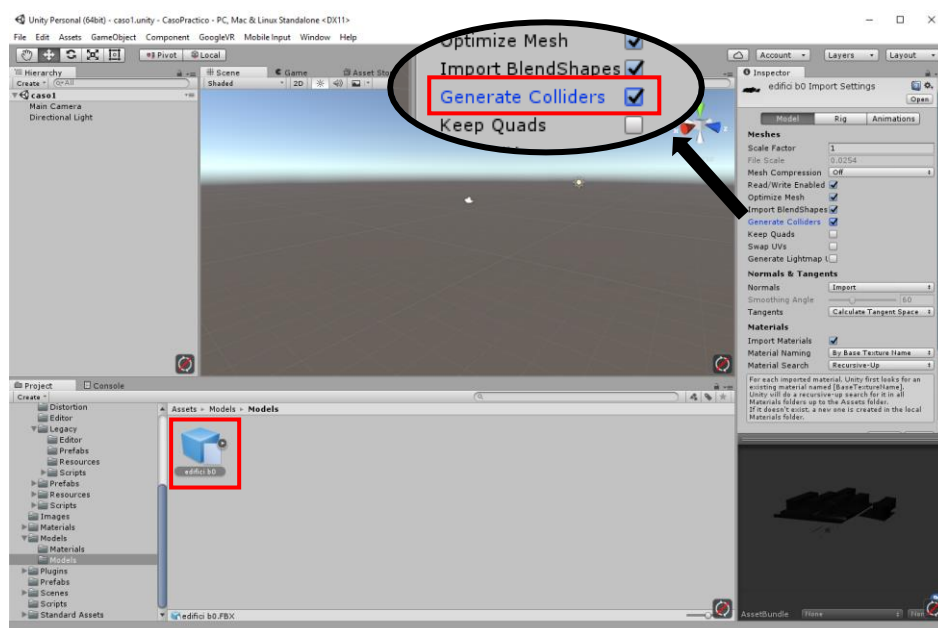 Unity Personal (64bit) - caso1.unity - CasoPractico - PC, Mac & Linux Standalone <DX11>
File Edit Assets GameObject Component GoogleVR Mobile Input Window Help
Pivot Local Account Layers Layout
Hierarchy Scene Game Asset Sto Inspector
Create All Shaded 2D
caso1
Main Camera
Directional Light
Optimize Mesh
Import BlendShapes
Generate Colliders
Keep Quads
edifici b0 Import Settings
Open
Model Rig Animations
Meshes
Scale Factor 1
File Scale 0.0254
Mesh Compression Off
Read/Write Enabled
Optimize Mesh
Import BlendShapes
Generate Colliders
Keep Quads
Swap UVs
Generate Lightmap
Normals & Tangents
Normals Import
Smoothing Angle 60
Tangents Calculate Tangent Space
Materials
Import Materials
Material Naming By Base Texture Name
Material Search Recursive-Up
For each imported material, Unity first looks for an
existing material named [BaseTextureName].
Unity will do a recursive-up search for it in all
Materials folders up to the Assets folder.
If it doesn't exist, a new one is created in the local
Materials folder.
Project Console
Create
Distortion
Editor
Legacy
Editor
Prefabs
Resources
Scripts
Prefabs
Resources
Scripts
Images
Materials
Models
Materials
Models
Plugins
Prefabs
Scenes
Scripts
Standard Assets
Assets Models Models
edifici b0
edifici b0.FBX
AssetBundle None